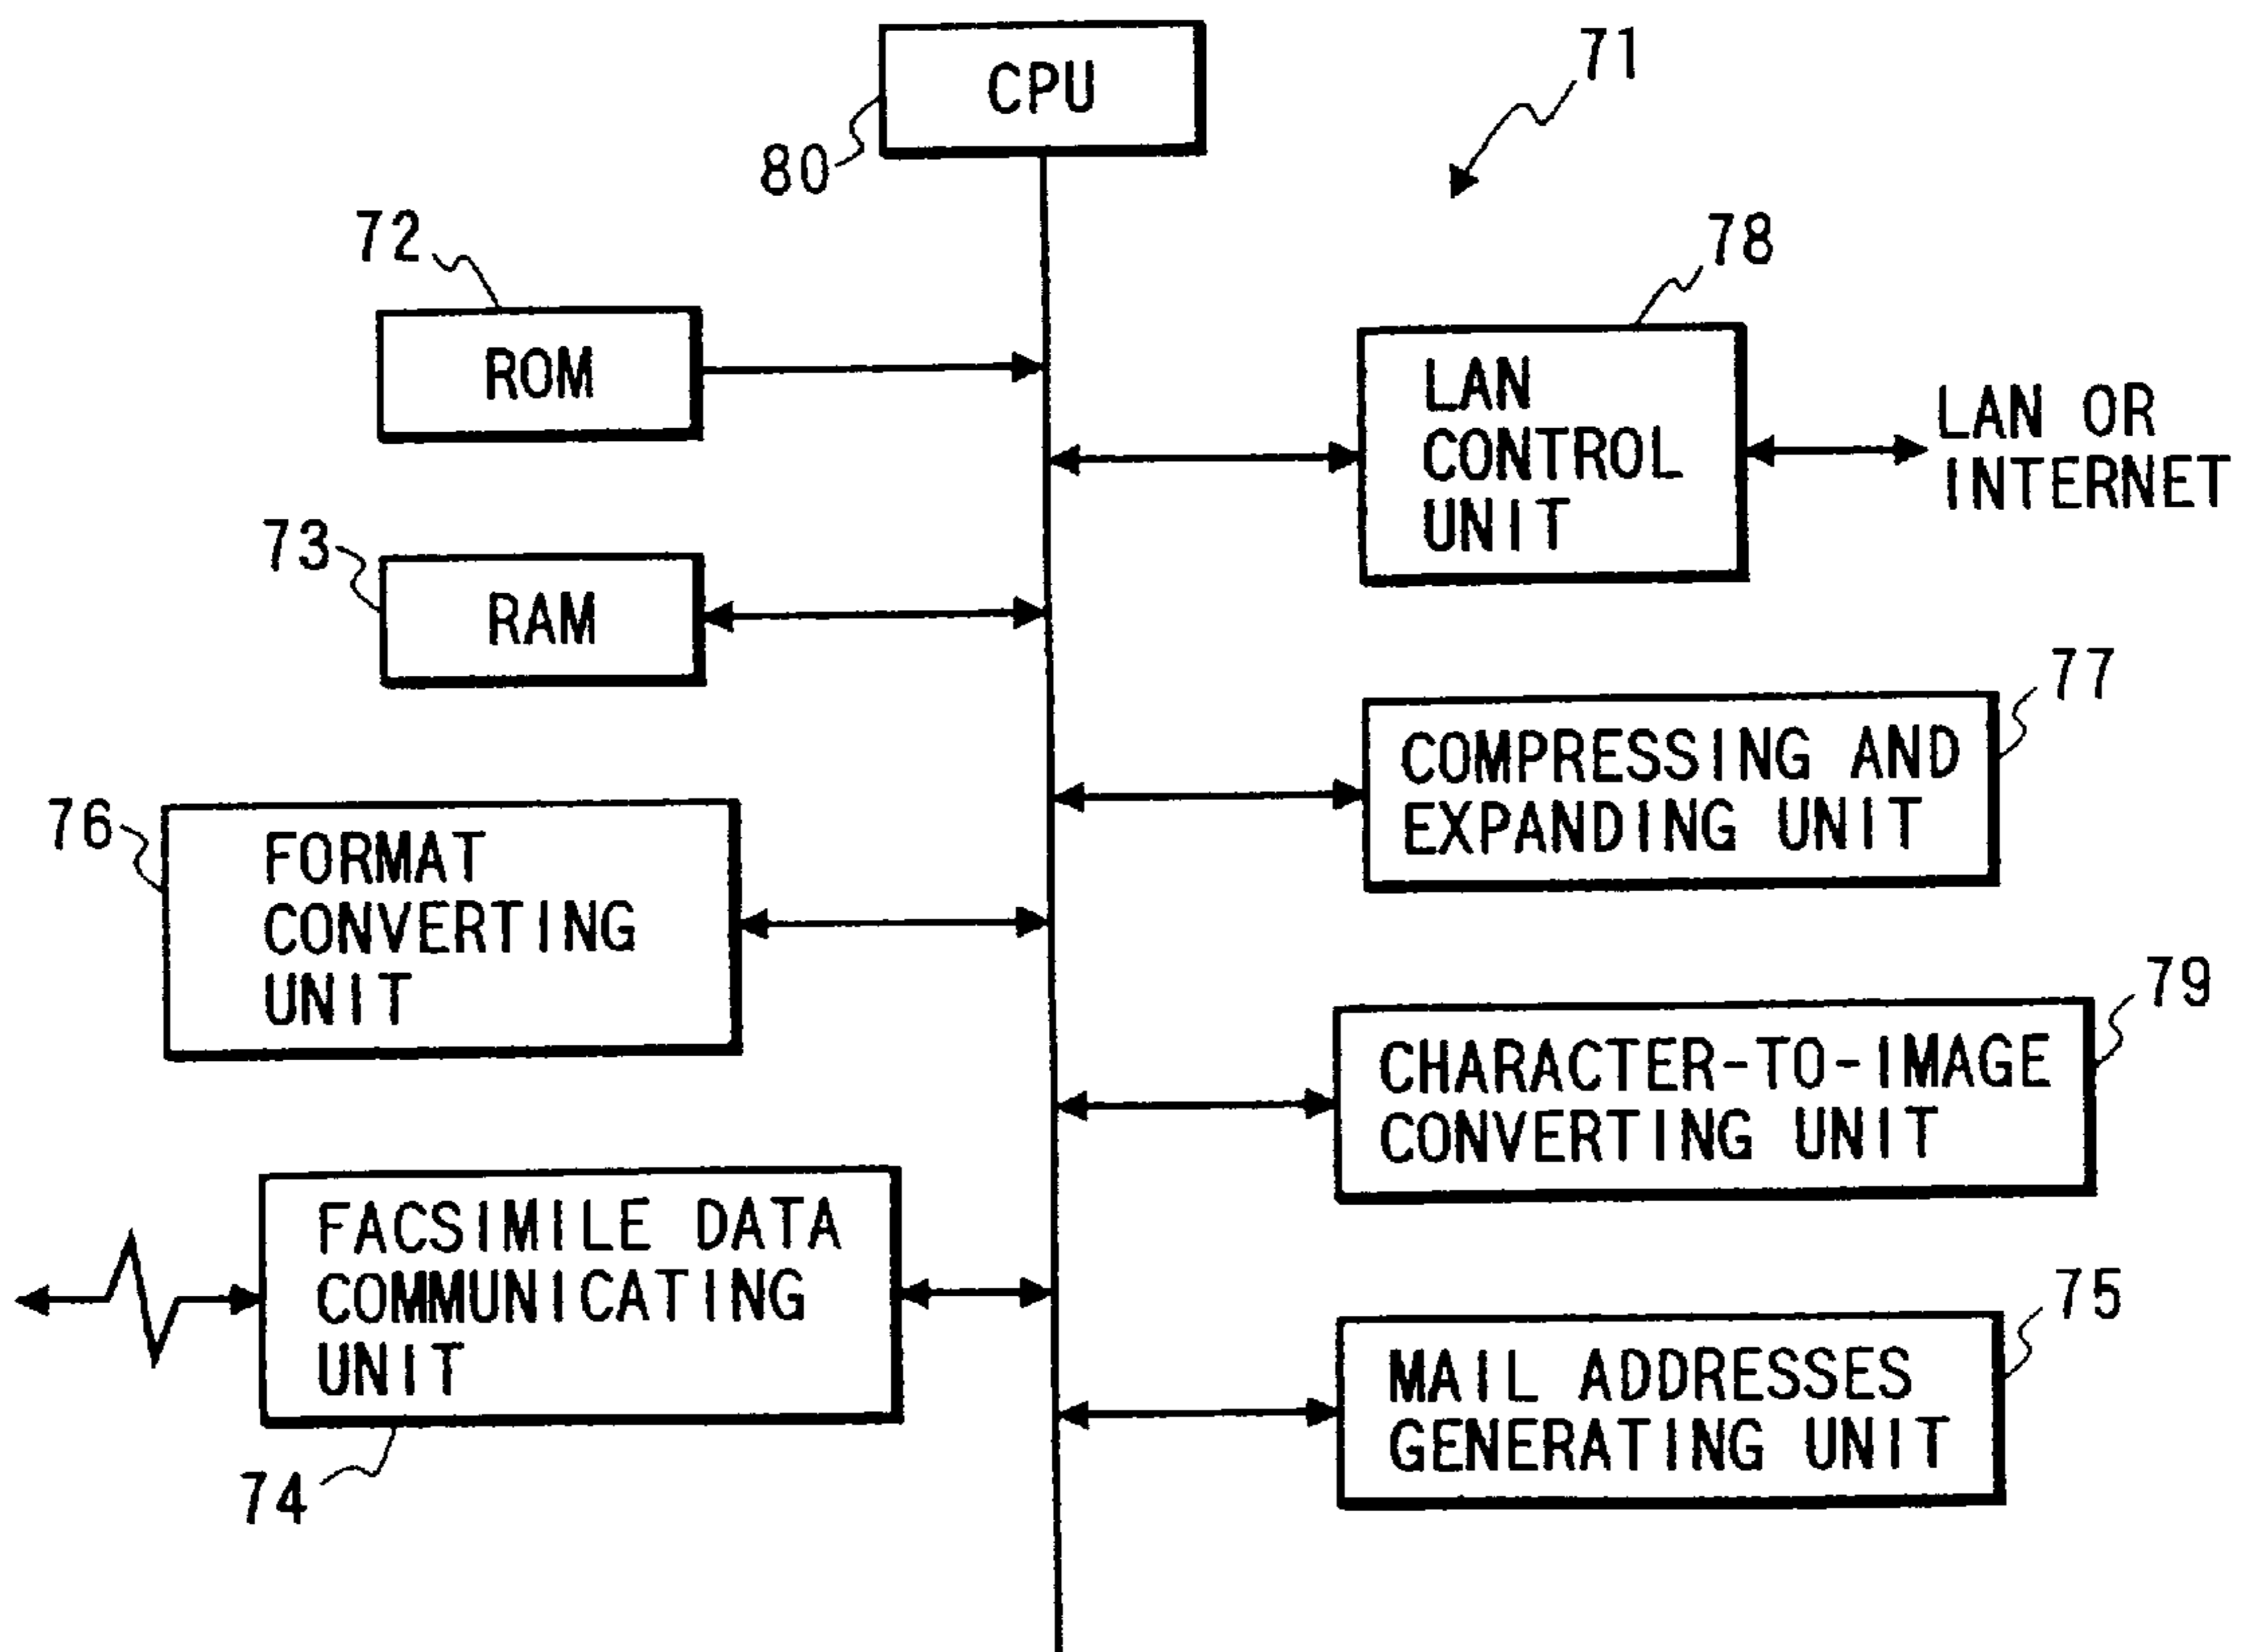 CPU
80
71
72
ROM
78
LAN
CONTROL
UNIT
LAN OR
INTERNET
73
RAM
77
COMPRESSING AND
EXPANDING UNIT
76
FORMAT
CONVERTING
UNIT
79
CHARACTER-TO-IMAGE
CONVERTING UNIT
FACSIMILE DATA
COMMUNICATING
UNIT
74
75
MAIL ADDRESSES
GENERATING UNIT